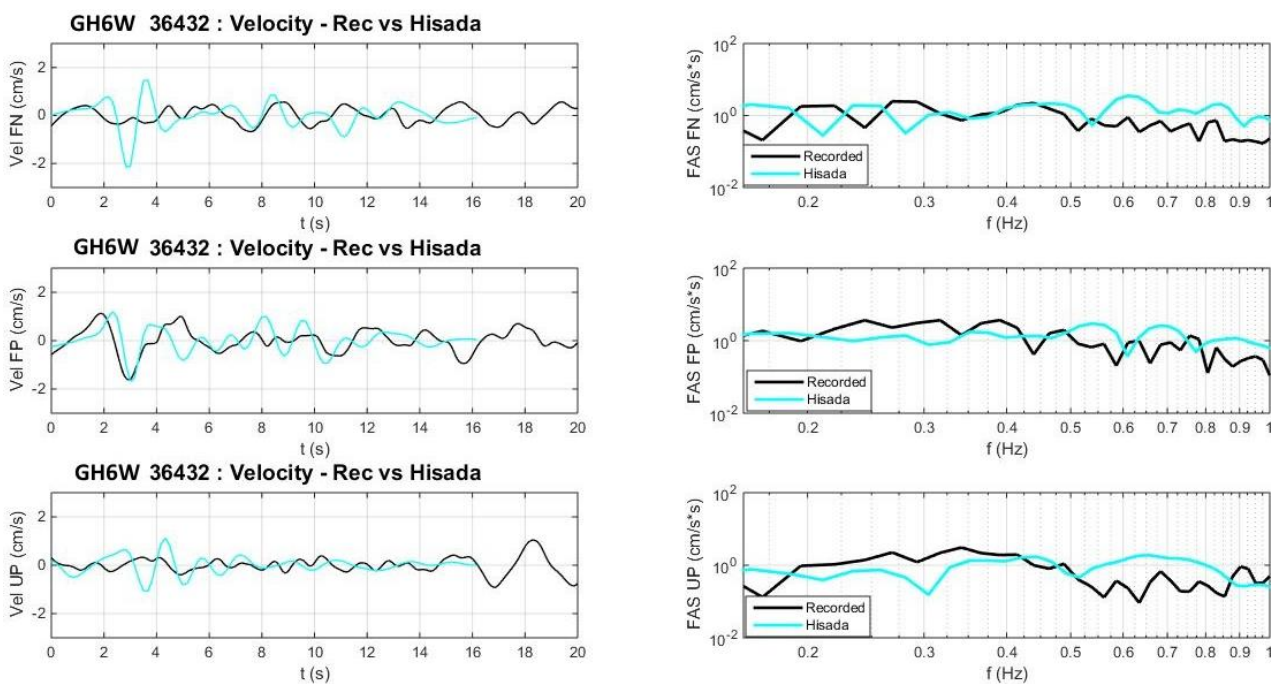 GH6W 36432 : Velocity - Rec vs Hisada
Vel FN (cm/s)
2
0
-2
0 2 4 6 8 10 12 14 16 18 20
t (s)
FAS FN (cm/s*s)
10^2
10^0
10^-2
Recorded
Hisada
0.2 0.3 0.4 0.5 0.6 0.7 0.8 0.9 1
f (Hz)
GH6W 36432 : Velocity - Rec vs Hisada
Vel FP (cm/s)
2
0
-2
0 2 4 6 8 10 12 14 16 18 20
t (s)
FAS FP (cm/s*s)
10^2
10^0
10^-2
Recorded
Hisada
0.2 0.3 0.4 0.5 0.6 0.7 0.8 0.9 1
f (Hz)
GH6W 36432 : Velocity - Rec vs Hisada
Vel UP (cm/s)
2
0
-2
0 2 4 6 8 10 12 14 16 18 20
t (s)
FAS UP (cm/s*s)
10^2
10^0
10^-2
Recorded
Hisada
0.2 0.3 0.4 0.5 0.6 0.7 0.8 0.9 1
f (Hz)